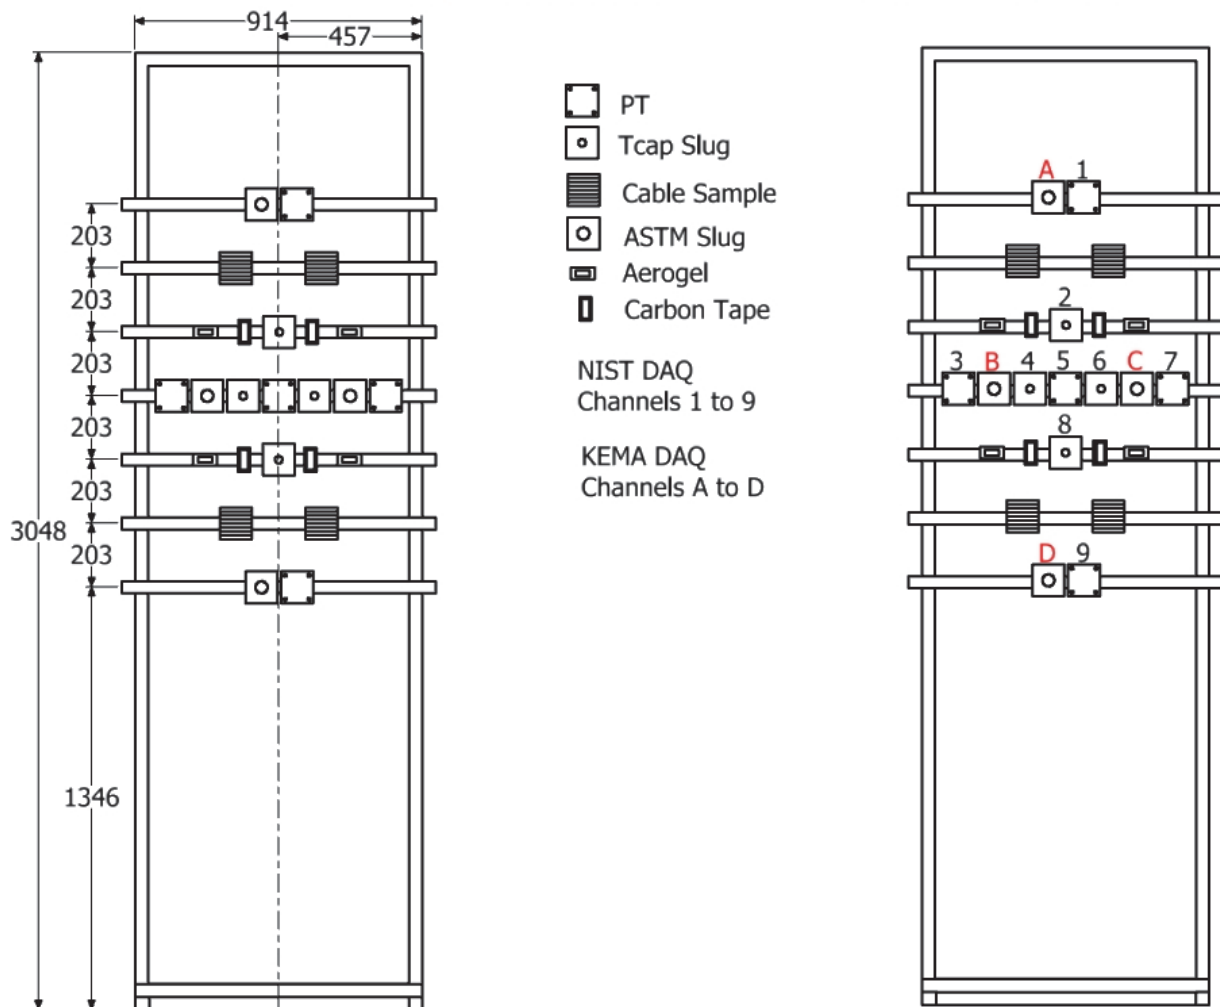 914
457
PT
Tcap Slug
Cable Sample
ASTM Slug
Aerogel
Carbon Tape
NIST DAQ
Channels 1 to 9
KEMA DAQ
Channels A to D
203
203
203
203
203
203
3048
1346
A 1
2
3 B 4 5 6 C 7
8
D 9